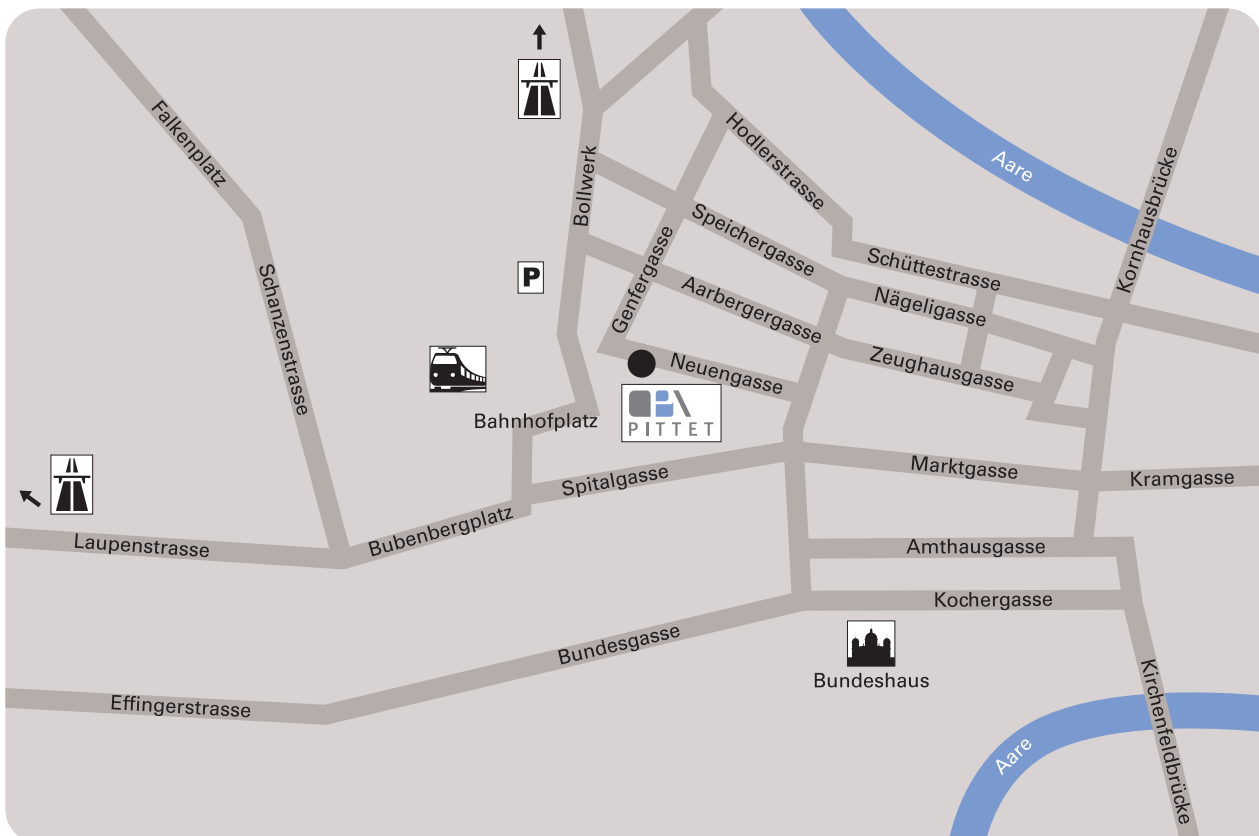 Falkenplatz
Schanzenstrasse
Bollwerk
Hodlerstrasse
Aare
Kornhausbrücke
Speichergasse
Genfergasse
Schüttestrasse
P
Aarbergergasse
Nägeligasse
Neuengasse
Zeughausgasse
PITTET
Bahnhofplatz
Spitalgasse
Marktgasse
Kramgasse
Laupenstrasse
Bubenbergplatz
Amthausgasse
Kochergasse
Bundesgasse
Bundeshaus
Effingerstrasse
Kirchenfeldbrücke
Aare